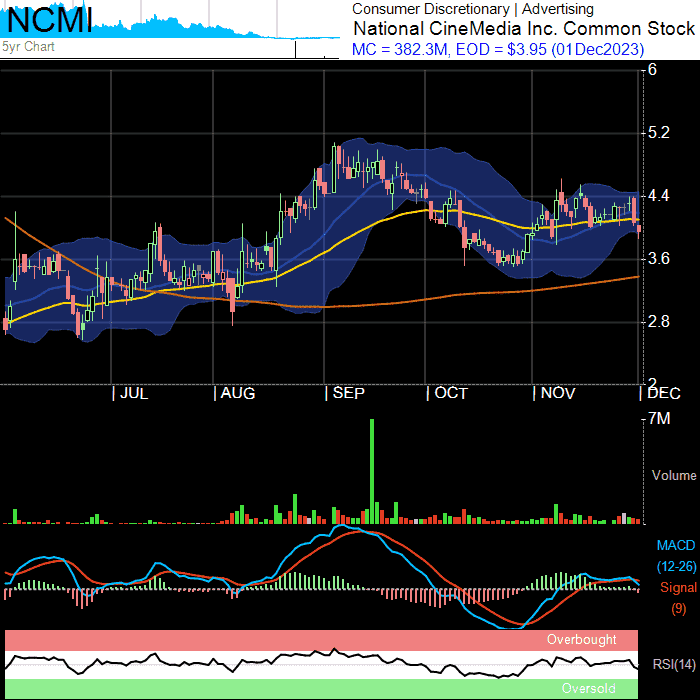 NCMI
5yr Chart
Consumer Discretionary | Advertising
National CineMedia Inc. Common Stock
MC = 382.3M, EOD = $3.95 (01Dec2023)
6
5.2
4.4
3.6
2.8
2
JUL AUG SEP OCT NOV DEC
7M
Volume
MACD
(12-26)
Signal
(9)
Overbought
RSI(14)
Oversold